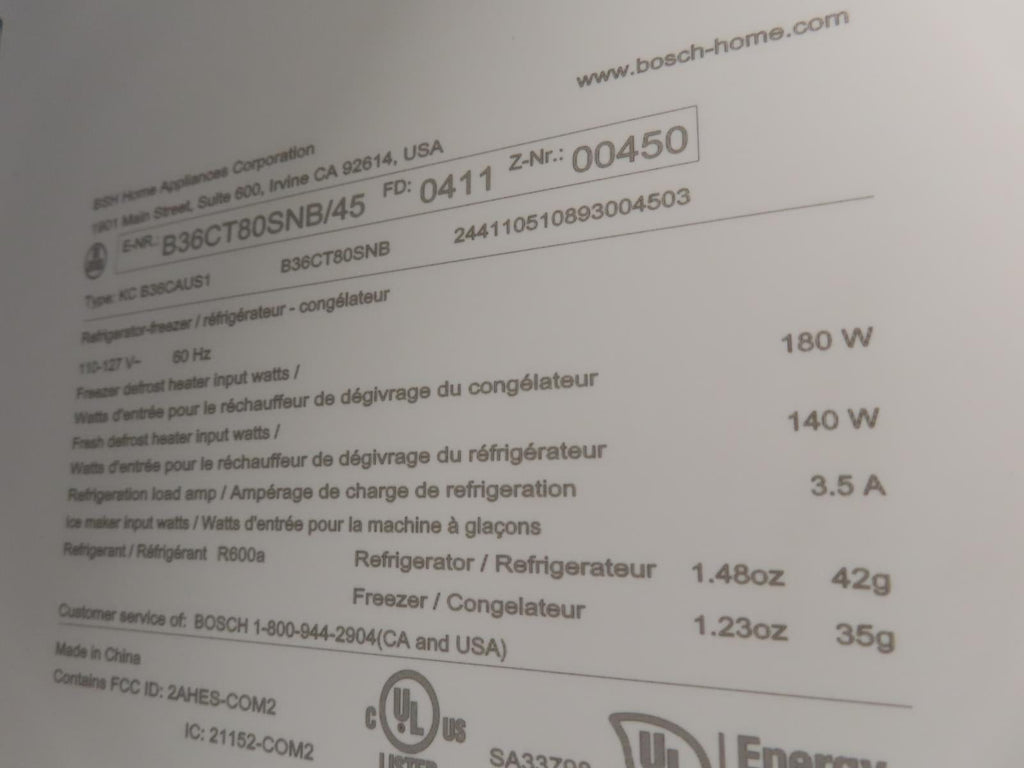 www.bosch-home.com
BSH Home Appliances Corporation
1901 Main Street, Suite 600, Irvine CA 92614, USA
E-NR.: B36CT80SNB/45 FD: 0411 Z-Nr.: 00450
Type: KC B36CAUS1 B36CT80SNB 244110510893004503
Refrigerator-freezer / réfrigérateur - congélateur
110-127 V~ 60 Hz
Freezer defrost heater input watts /
Watts d'entrée pour le réchauffeur de dégivrage du congélateur 180 W
Fresh defrost heater input watts /
Watts d'entrée pour le réchauffeur de dégivrage du réfrigérateur 140 W
Refrigeration load amp / Ampérage de charge de refrigeration 3.5 A
Ice maker input watts / Watts d'entrée pour la machine à glaçons
Refrigerant / Réfrigérant R600a Refrigerator / Refrigerateur 1.48oz 42g
Freezer / Congelateur 1.23oz 35g
Customer service of: BOSCH 1-800-944-2904(CA and USA)
Made in China
Contains FCC ID: 2AHES-COM2
IC: 21152-COM2
C UL US
LISTED
UL Energy